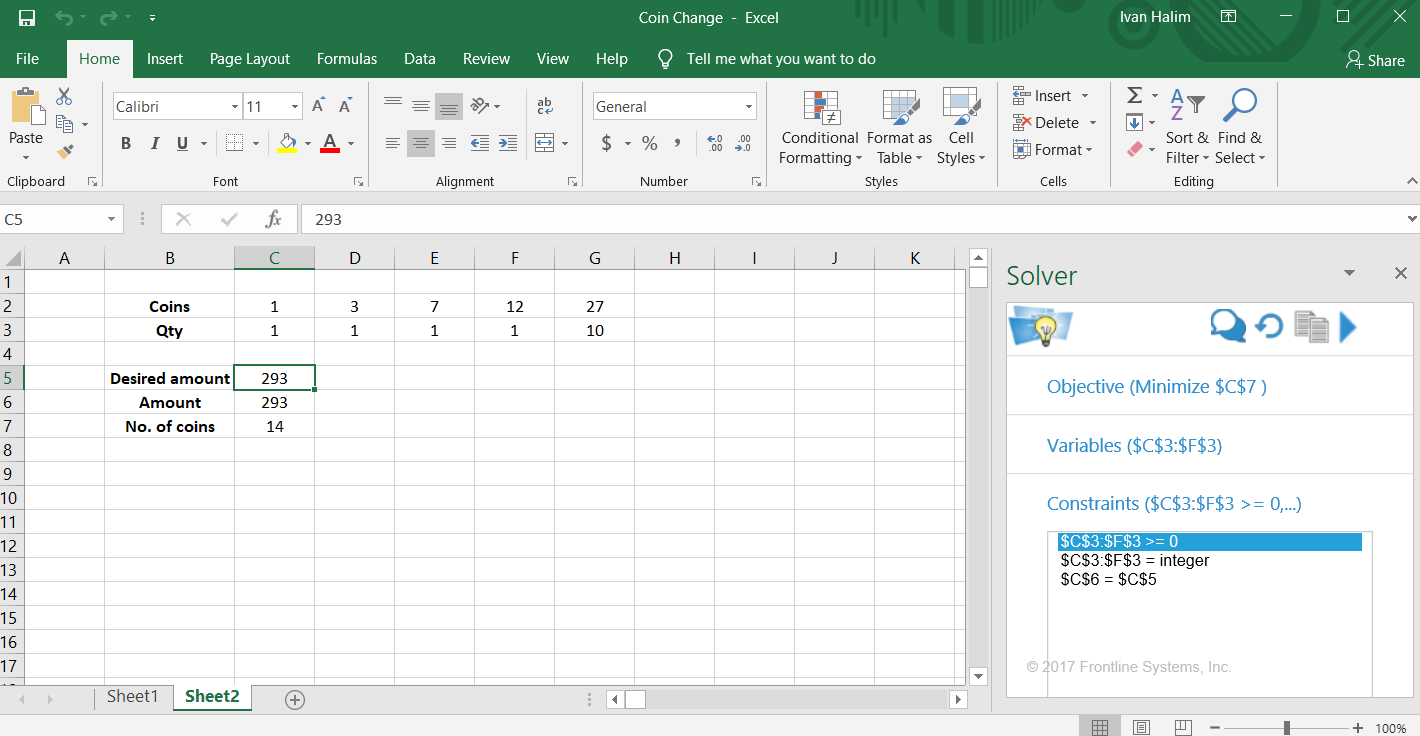 Coin Change - Excel
Ivan Halim
File Home Insert Page Layout Formulas Data Review View Help Tell me what you want to do Share
Paste
Calibri 11
B I U A
ab
c
General
$ % ,
Conditional Formatting
Format as Table
Cell Styles
Insert
Delete
Format
Sort & Filter
Find & Select
Clipboard Font Alignment Number Styles Cells Editing
C5 fx 293
A B C D E F G H I J K
1
2 Coins 1 3 7 12 27
3 Qty 1 1 1 1 10
4
5 Desired amount 293
6 Amount 293
7 No. of coins 14
8
9
10
11
12
13
14
15
16
17
Solver
Objective (Minimize $C$7 )
Variables ($C$3:$F$3)
Constraints ($C$3:$F$3 >= 0,...)
$C$3:$F$3 >= 0
$C$3:$F$3 = integer
$C$6 = $C$5
© 2017 Frontline Systems, Inc.
Sheet1 Sheet2
100%